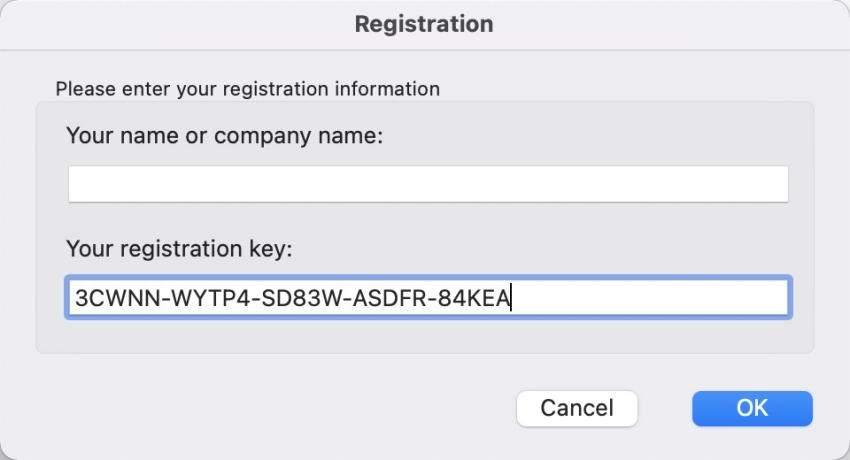 Registration
Please enter your registration information
Your name or company name:
Your registration key:
3CWNN-WYTP4-SD83W-ASDFR-84KEA
Cancel
OK